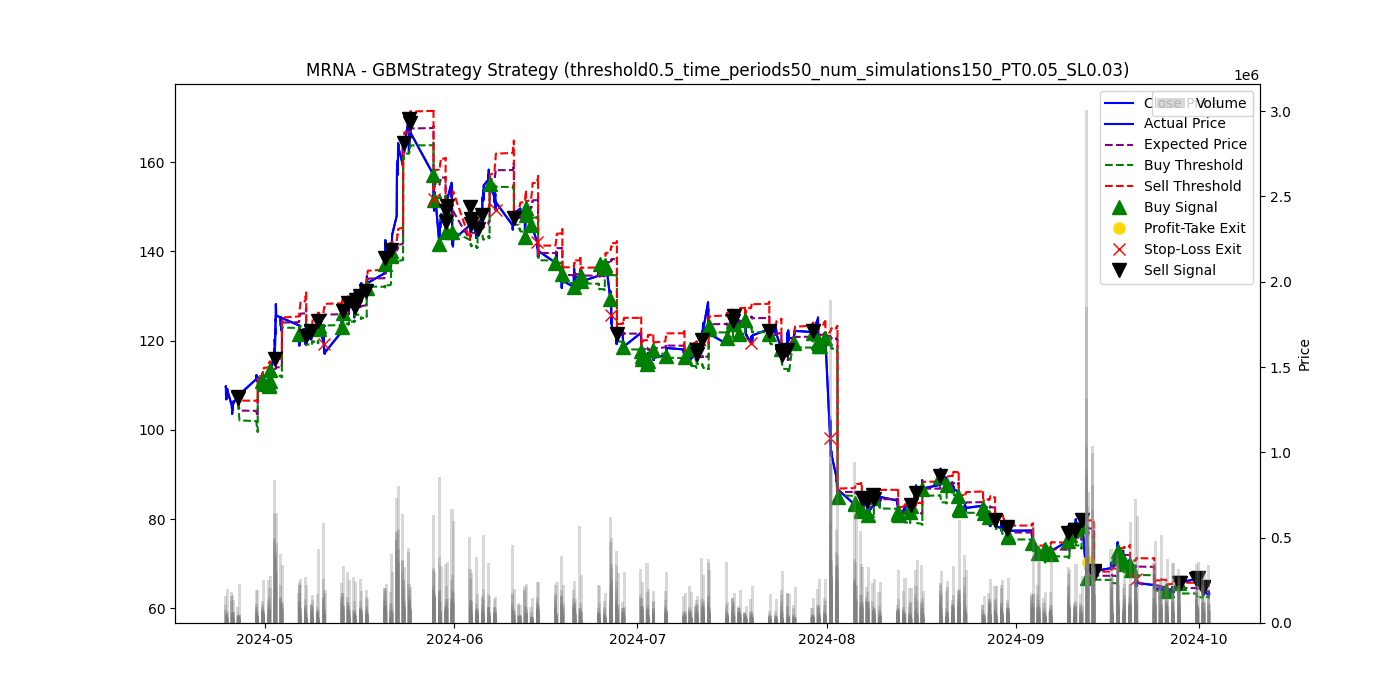 MRNA - GBMStrategy Strategy (threshold0.5_time_periods50_num_simulations150_PT0.05_SL0.03)
1e6
Volume
Actual Price
Expected Price
Buy Threshold
Sell Threshold
Buy Signal
Profit-Take Exit
Stop-Loss Exit
Sell Signal
160
140
120
100
80
60
3.0
2.5
2.0
1.5
1.0
0.5
0.0
Price
2024-05
2024-06
2024-07
2024-08
2024-09
2024-10